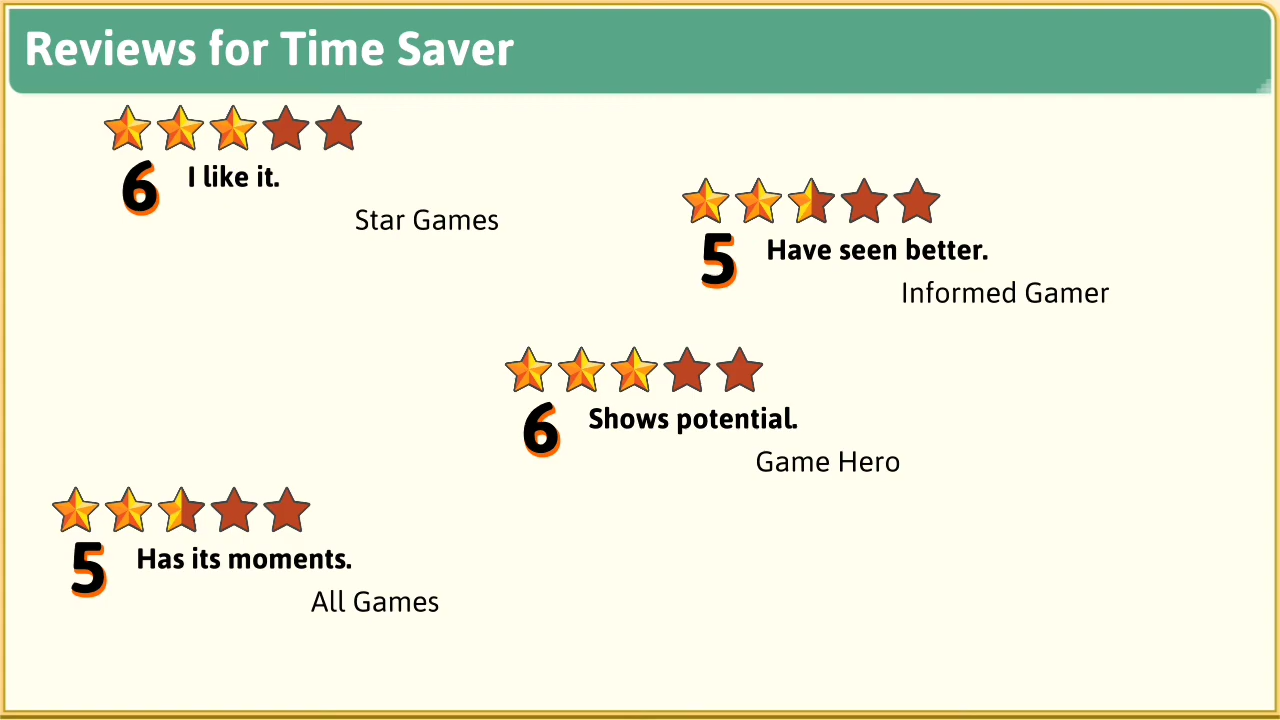 Reviews for Time Saver
6 I like it.
Star Games
5 Have seen better.
Informed Gamer
6 Shows potential.
Game Hero
5 Has its moments.
All Games